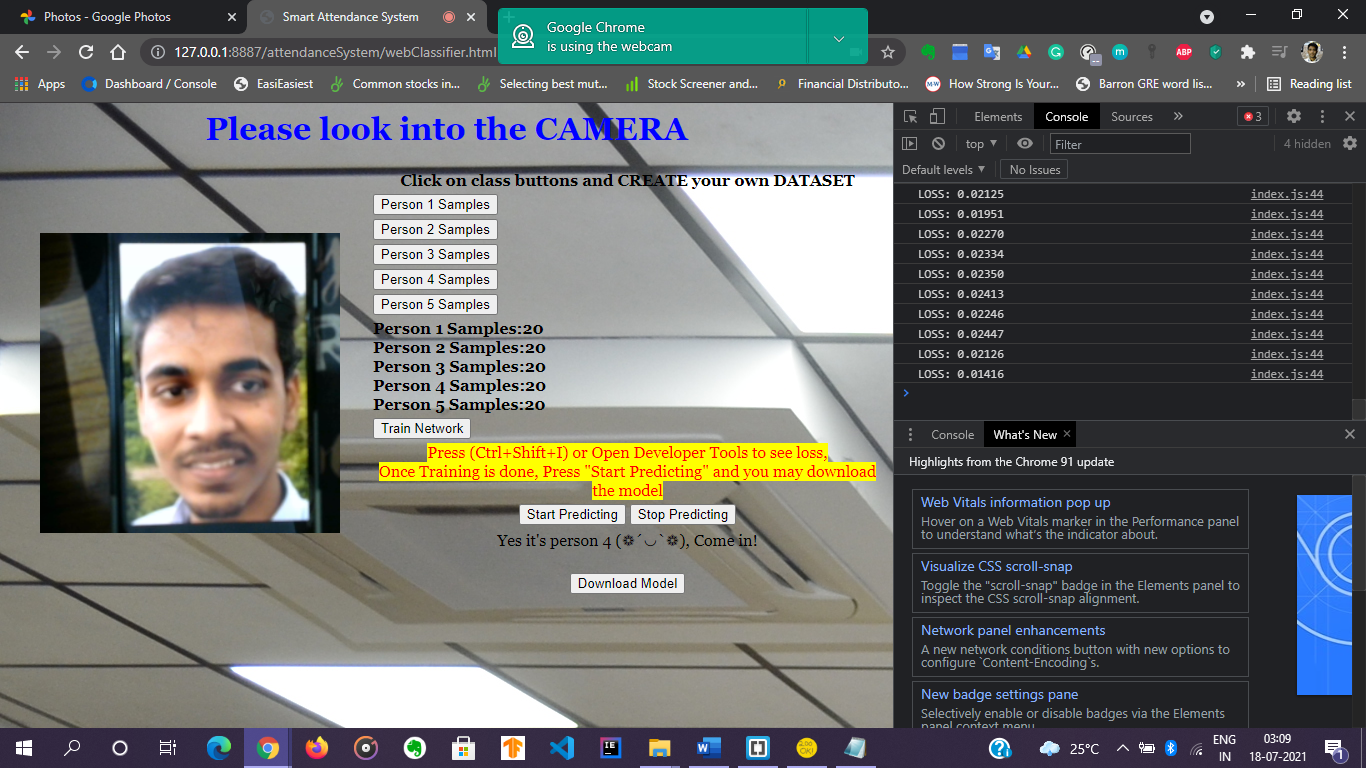 Photos - Google Photos
Smart Attendance System
Google Chrome
is using the webcam
127.0.0.1:8887/attendanceSystem/webClassifier.html
ABP
Apps
Dashboard / Console
EasiEasiest
Common stocks in...
Selecting best mut...
Stock Screener and...
Financial Distributo...
How Strong Is Your...
Barron GRE word lis...
»
Reading list
Please look into the CAMERA
Click on class buttons and CREATE your own DATASET
Person 1 Samples
Person 2 Samples
Person 3 Samples
Person 4 Samples
Person 5 Samples
Person 1 Samples:20
Person 2 Samples:20
Person 3 Samples:20
Person 4 Samples:20
Person 5 Samples:20
Train Network
Press (Ctrl+Shift+I) or Open Developer Tools to see loss,
Once Training is done, Press "Start Predicting" and you may download
the model
Start Predicting Stop Predicting
Yes it's person 4 (❁´◡`❁), Come in!
Download Model
Elements Console Sources » 3
top Filter 4 hidden
Default levels No Issues
LOSS: 0.02125 index.js:44
LOSS: 0.01951 index.js:44
LOSS: 0.02270 index.js:44
LOSS: 0.02334 index.js:44
LOSS: 0.02350 index.js:44
LOSS: 0.02413 index.js:44
LOSS: 0.02246 index.js:44
LOSS: 0.02447 index.js:44
LOSS: 0.02126 index.js:44
LOSS: 0.01416 index.js:44
Console What's New
Highlights from the Chrome 91 update
Web Vitals information pop up
Hover on a Web Vitals marker in the Performance panel
to understand what's the indicator about.
Visualize CSS scroll-snap
Toggle the "scroll-snap" badge in the Elements panel to
inspect the CSS scroll-snap alignment.
Network panel enhancements
A new network conditions button with new options to
configure `Content-Encoding`s.
New badge settings pane
Selectively enable or disable badges via the Elements
panel context menu.
25°C
ENG
IN
03:09
18-07-2021
1